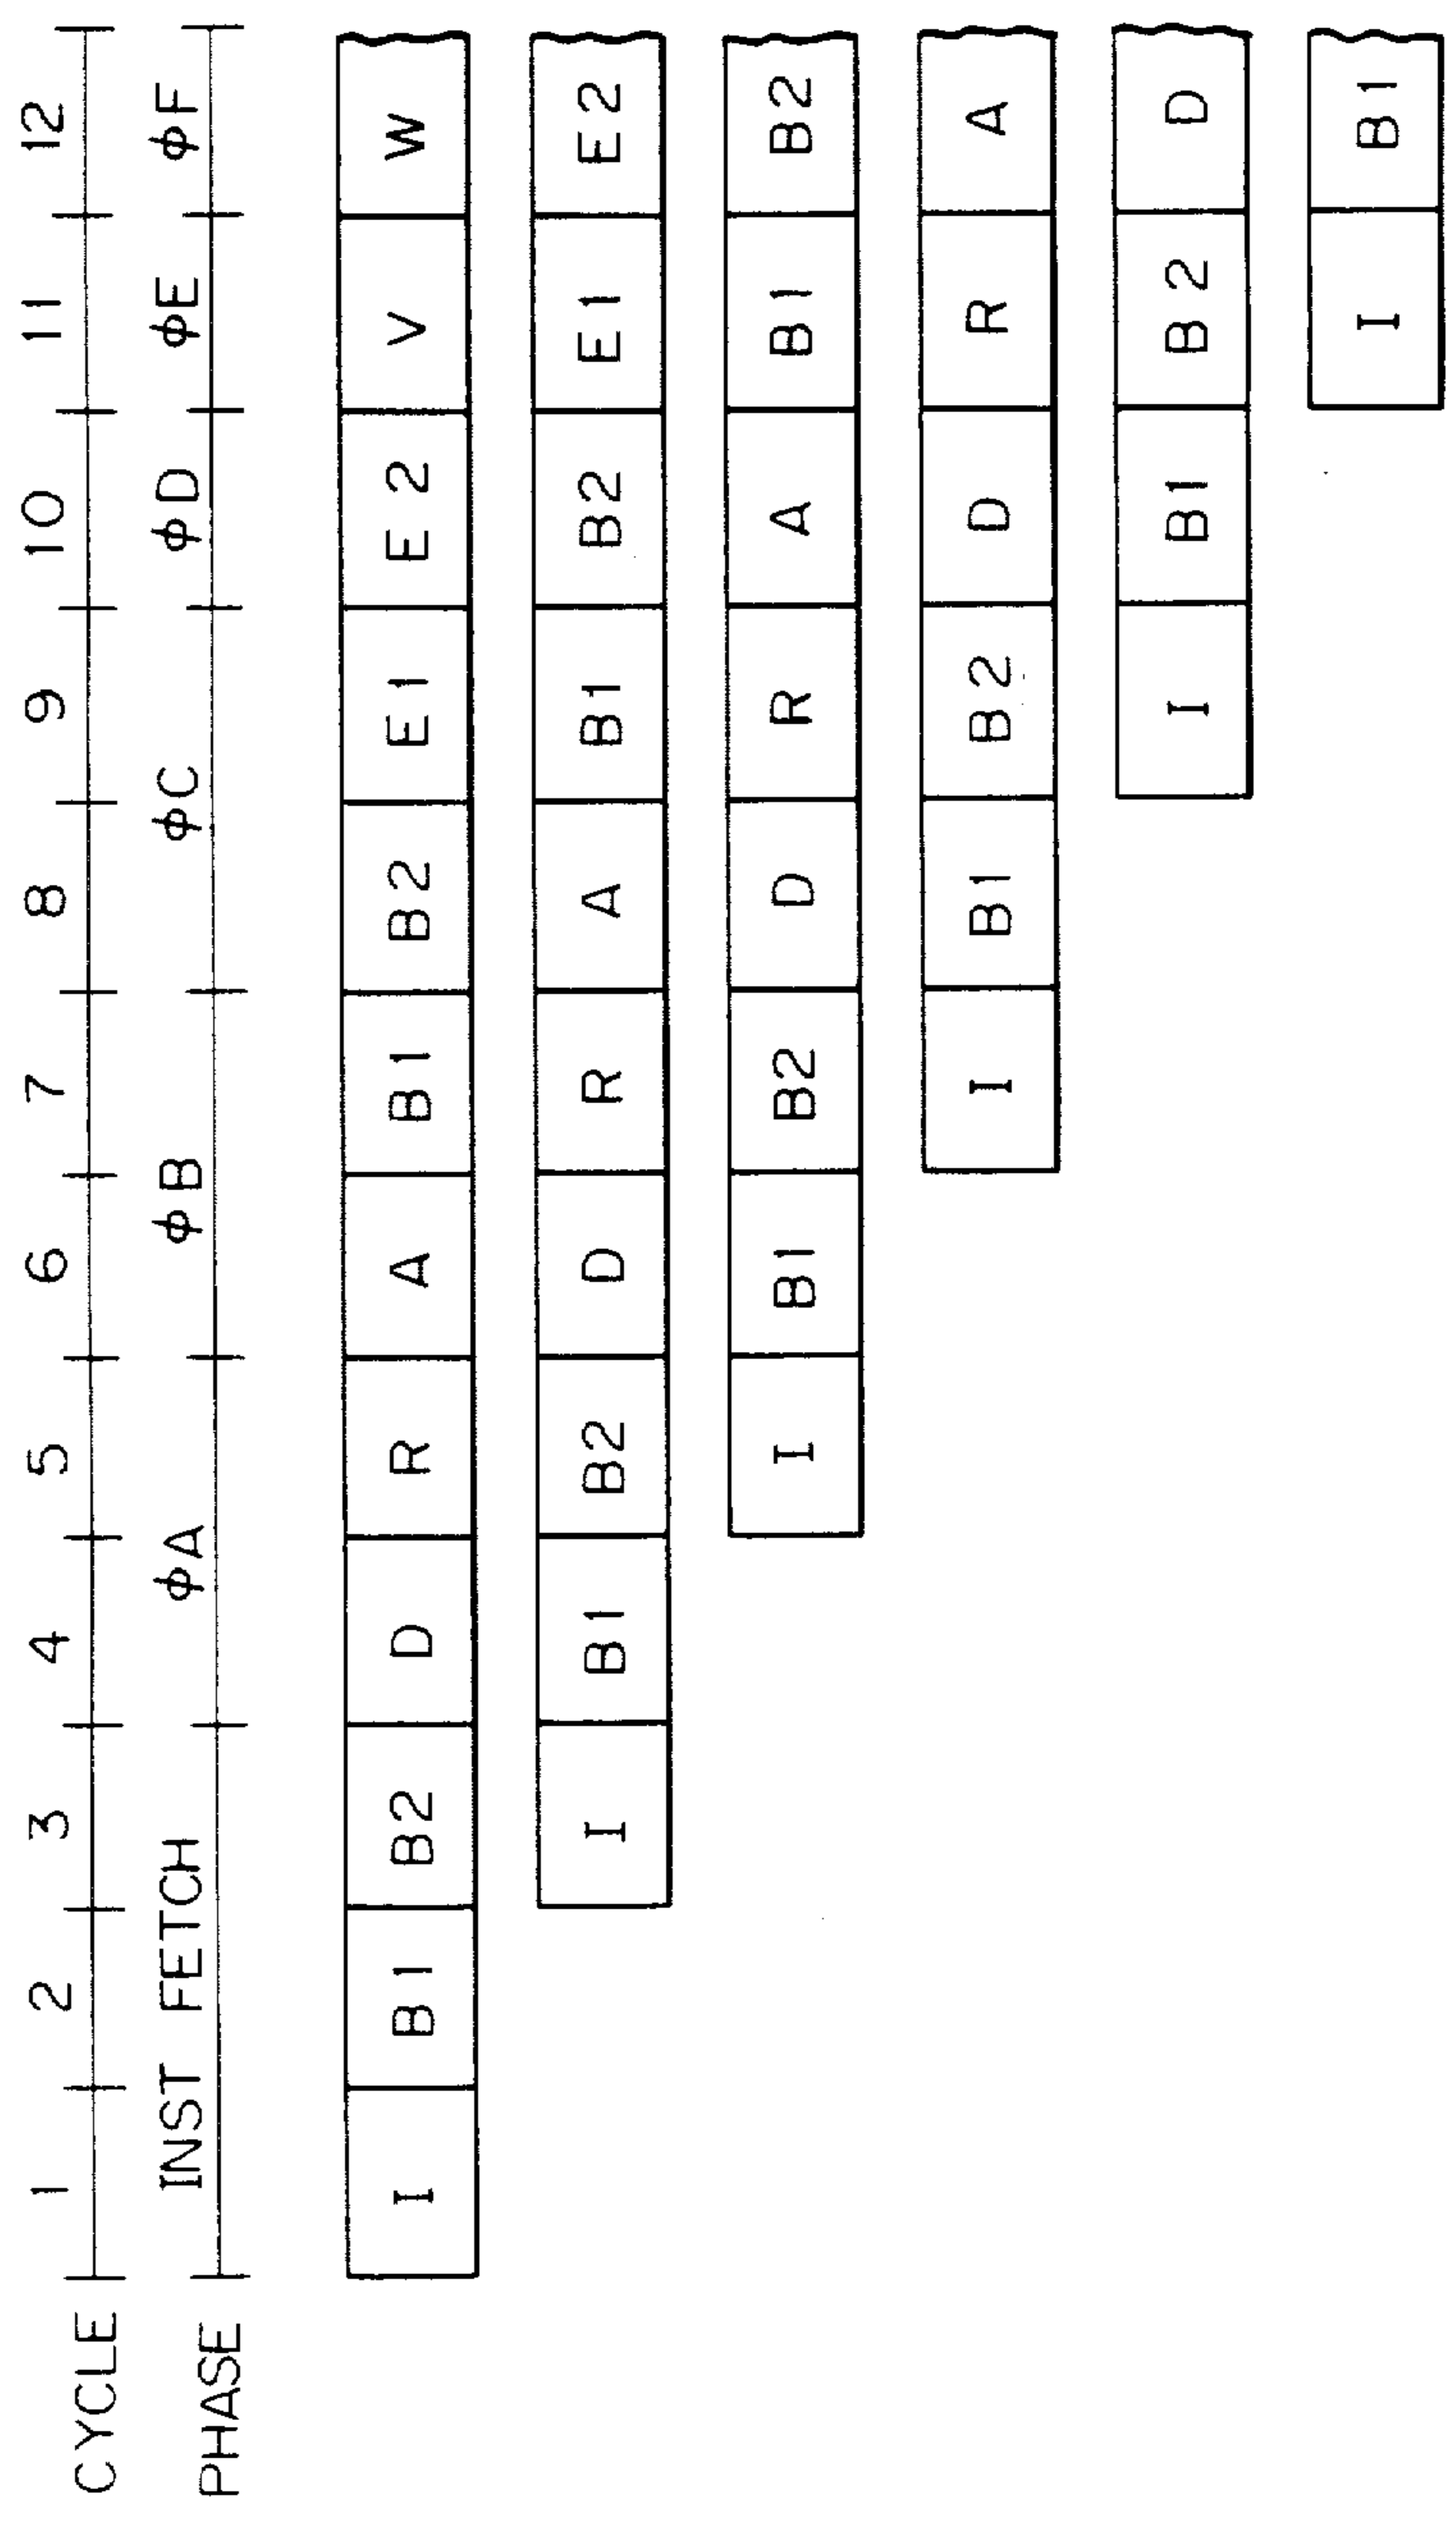 CYCLE 1 2 3 4 5 6 7 8 9 10 11 12
PHASE INST FETCH ϕA ϕB ϕC ϕD ϕE ϕF
I B1 B2 D R A B1 B2 E1 E2 V W
I B1 B2 D R A B1 B2 E1 E2
I B1 B2 D R A B1 B2
I B1 B2 D R A
I B1 B2 D
I B1